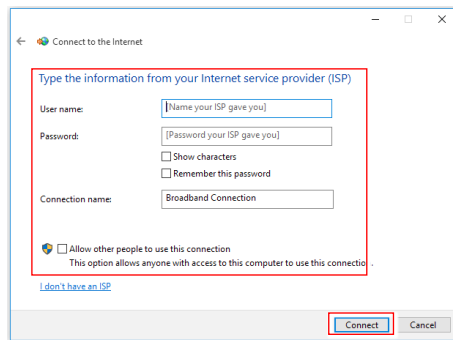 Connect to the Internet
Type the information from your Internet service provider (ISP)
User name: [Name your ISP gave you]
Password: [Password your ISP gave you]
Show characters
Remember this password
Connection name: Broadband Connection
Allow other people to use this connection
This option allows anyone with access to this computer to use this connectio..
I don't have an ISP
Connect Cancel